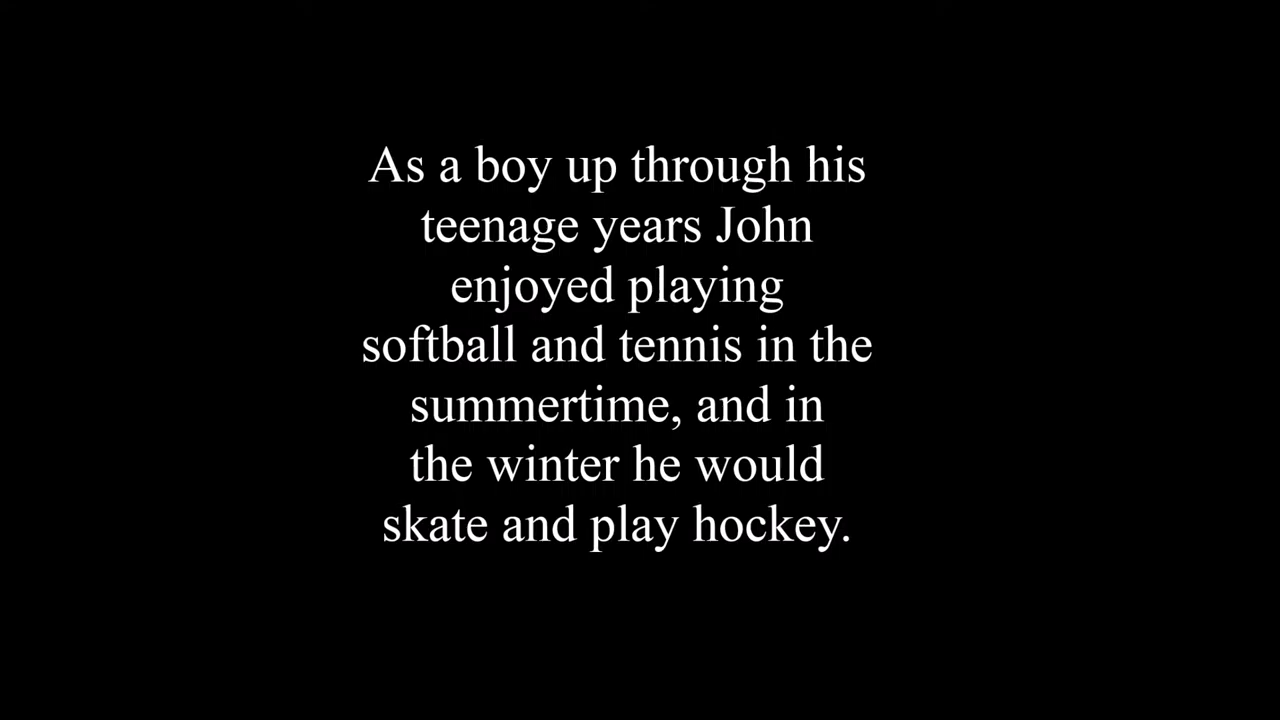 As a boy up through his
teenage years John
enjoyed playing
softball and tennis in the
summertime, and in
the winter he would
skate and play hockey.